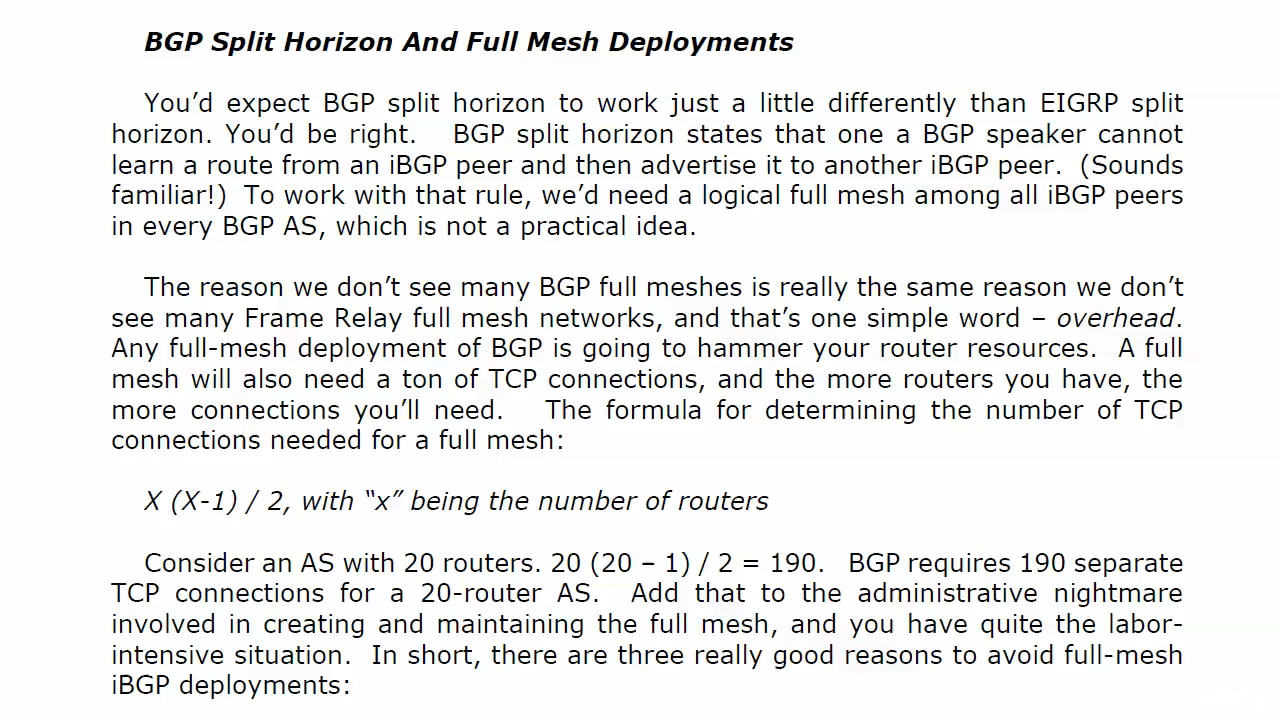 BGP Split Horizon And Full Mesh Deployments
You’d expect BGP split horizon to work just a little differently than EIGRP split
horizon. You’d be right. BGP split horizon states that one a BGP speaker cannot
learn a route from an iBGP peer and then advertise it to another iBGP peer. (Sounds
familiar!) To work with that rule, we’d need a logical full mesh among all iBGP peers
in every BGP AS, which is not a practical idea.
The reason we don’t see many BGP full meshes is really the same reason we don’t
see many Frame Relay full mesh networks, and that’s one simple word – overhead.
Any full-mesh deployment of BGP is going to hammer your router resources. A full
mesh will also need a ton of TCP connections, and the more routers you have, the
more connections you’ll need. The formula for determining the number of TCP
connections needed for a full mesh:
X (X-1) / 2, with “x” being the number of routers
Consider an AS with 20 routers. 20 (20 – 1) / 2 = 190. BGP requires 190 separate
TCP connections for a 20-router AS. Add that to the administrative nightmare
involved in creating and maintaining the full mesh, and you have quite the labor-
intensive situation. In short, there are three really good reasons to avoid full-mesh
iBGP deployments: